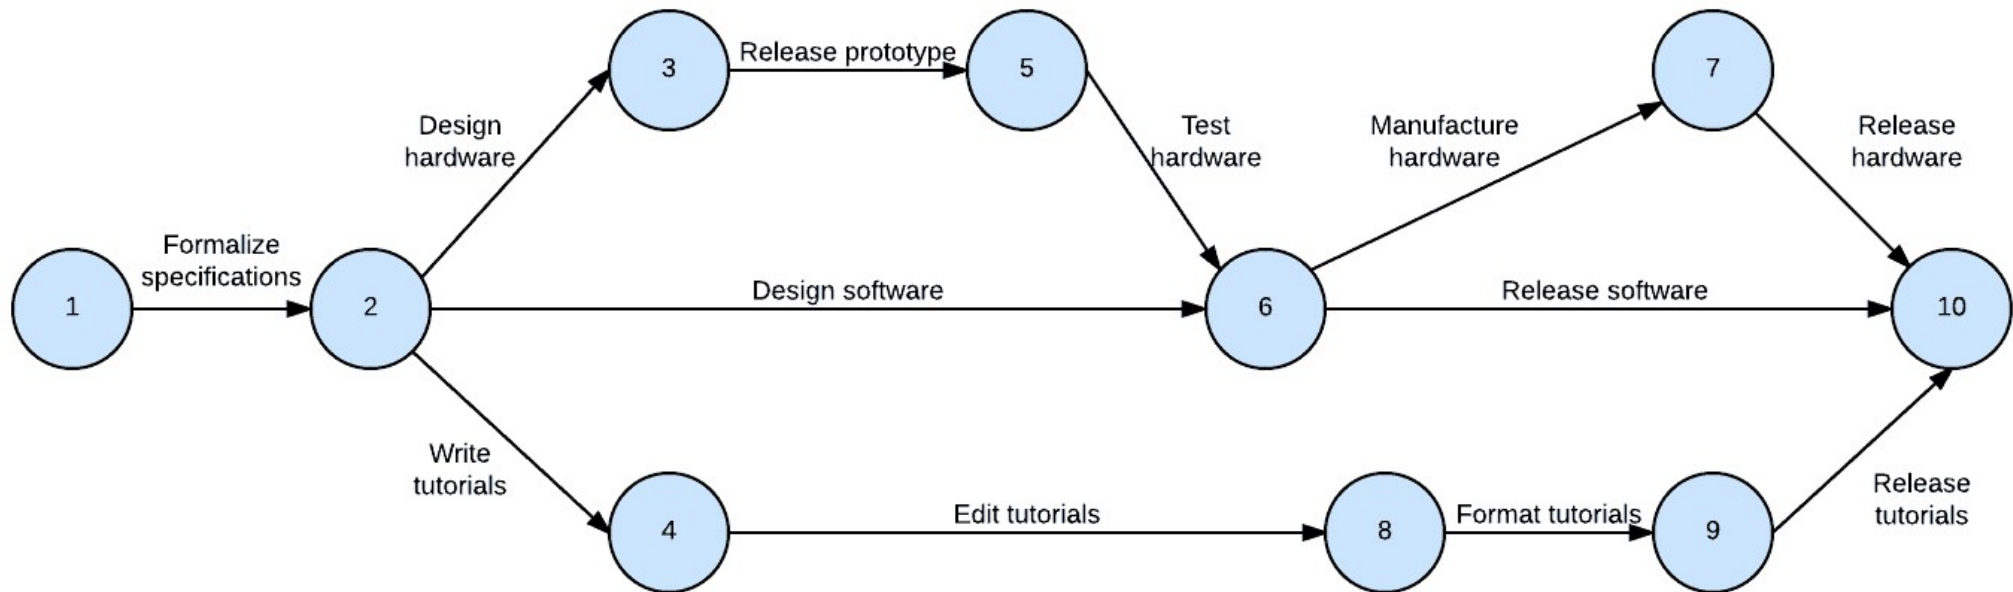 3
Release prototype
5
7
Design
hardware
Test
hardware
Manufacture
hardware
Release
hardware
1
Formalize
specifications
2
Design software
6
Release software
10
Write
tutorials
4
Edit tutorials
8
Format tutorials
9
Release
tutorials